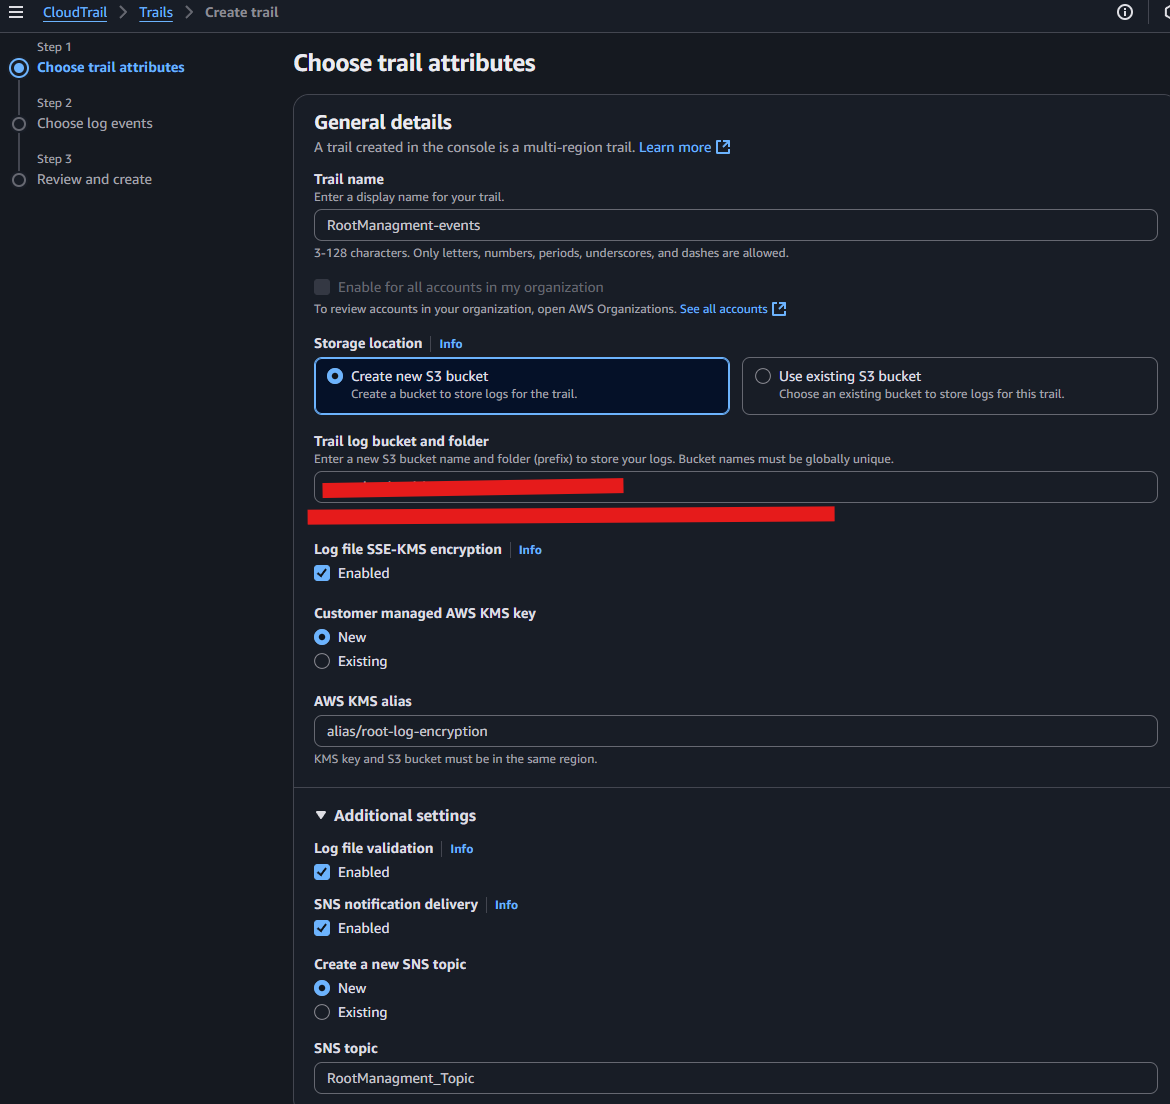 CloudTrail > Trails > Create trail
Step 1
Choose trail attributes
Step 2
Choose log events
Step 3
Review and create
Choose trail attributes
General details
A trail created in the console is a multi-region trail. Learn more
Trail name
Enter a display name for your trail.
RootManagment-events
3-128 characters. Only letters, numbers, periods, underscores, and dashes are allowed.
Enable for all accounts in my organization
To review accounts in your organization, open AWS Organizations. See all accounts
Storage location Info
Create new S3 bucket
Create a bucket to store logs for the trail.
Use existing S3 bucket
Choose an existing bucket to store logs for this trail.
Trail log bucket and folder
Enter a new S3 bucket name and folder (prefix) to store your logs. Bucket names must be globally unique.
Log file SSE-KMS encryption Info
Enabled
Customer managed AWS KMS key
New
Existing
AWS KMS alias
alias/root-log-encryption
KMS key and S3 bucket must be in the same region.
Additional settings
Log file validation Info
Enabled
SNS notification delivery Info
Enabled
Create a new SNS topic
New
Existing
SNS topic
RootManagment_Topic